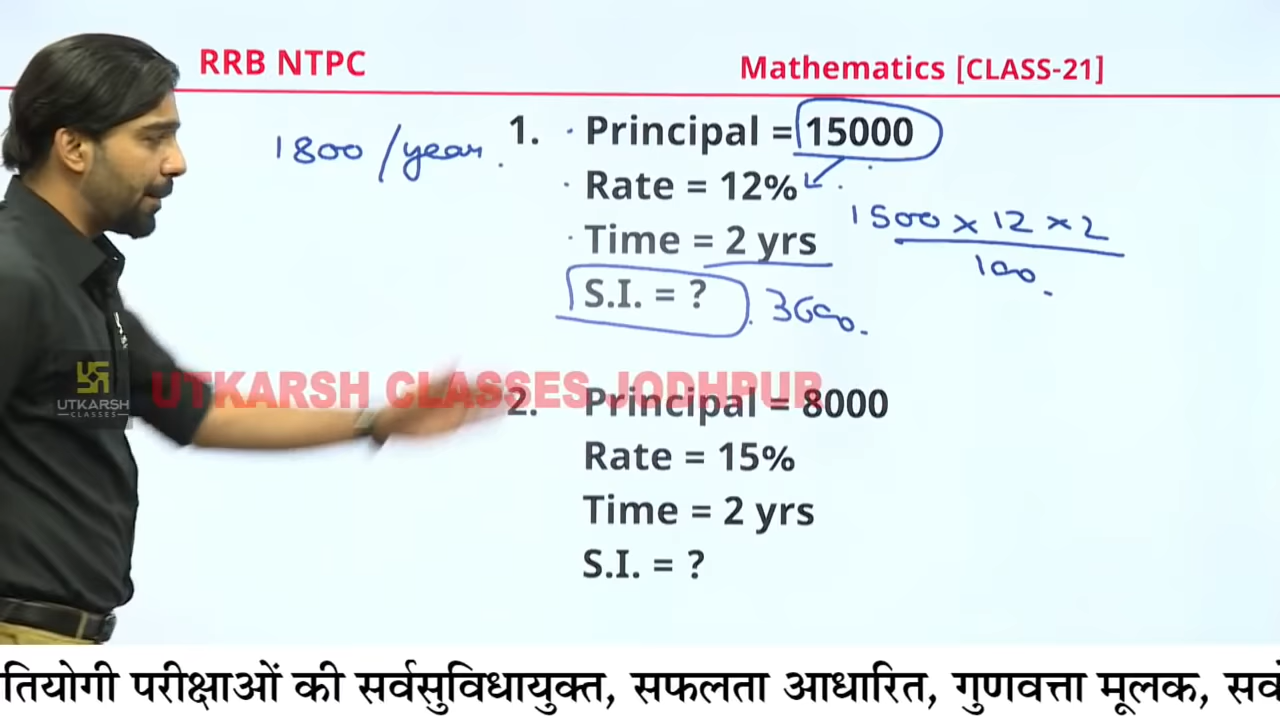 RRB NTPC
Mathematics [CLASS-21]
1800/year.
1. · Principal = 15000
· Rate = 12%
· Time = 2 yrs
1500 × 12 × 2
100.
S.I. = ? 3600.
UTKARSH CLASSES JODHPUR
UTKARSH
CLASSES
2. Principal = 8000
Rate = 15%
Time = 2 yrs
S.I. = ?
तियोगी परीक्षाओं की सर्वसुविधायुक्त, सफलता आधारित, गुणवत्ता मूलक, सर्व